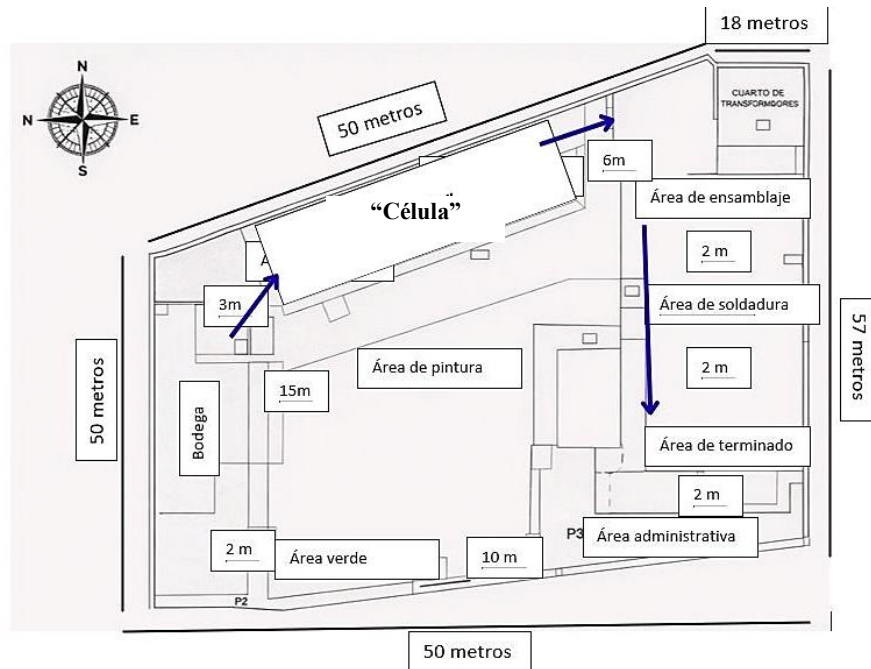 18 metros
N
N
E
S
CUARTO DE
TRANSFORMDORES
50 metros
6m
Área de ensamblaje
“Célula”
2 m
3m
Área de soldadura
50 metros
57 metros
Área de pintura
2 m
15m
Bodega
Área de terminado
2 m
P3
Área administrativa
2 m
Área verde
10 m
P2
50 metros